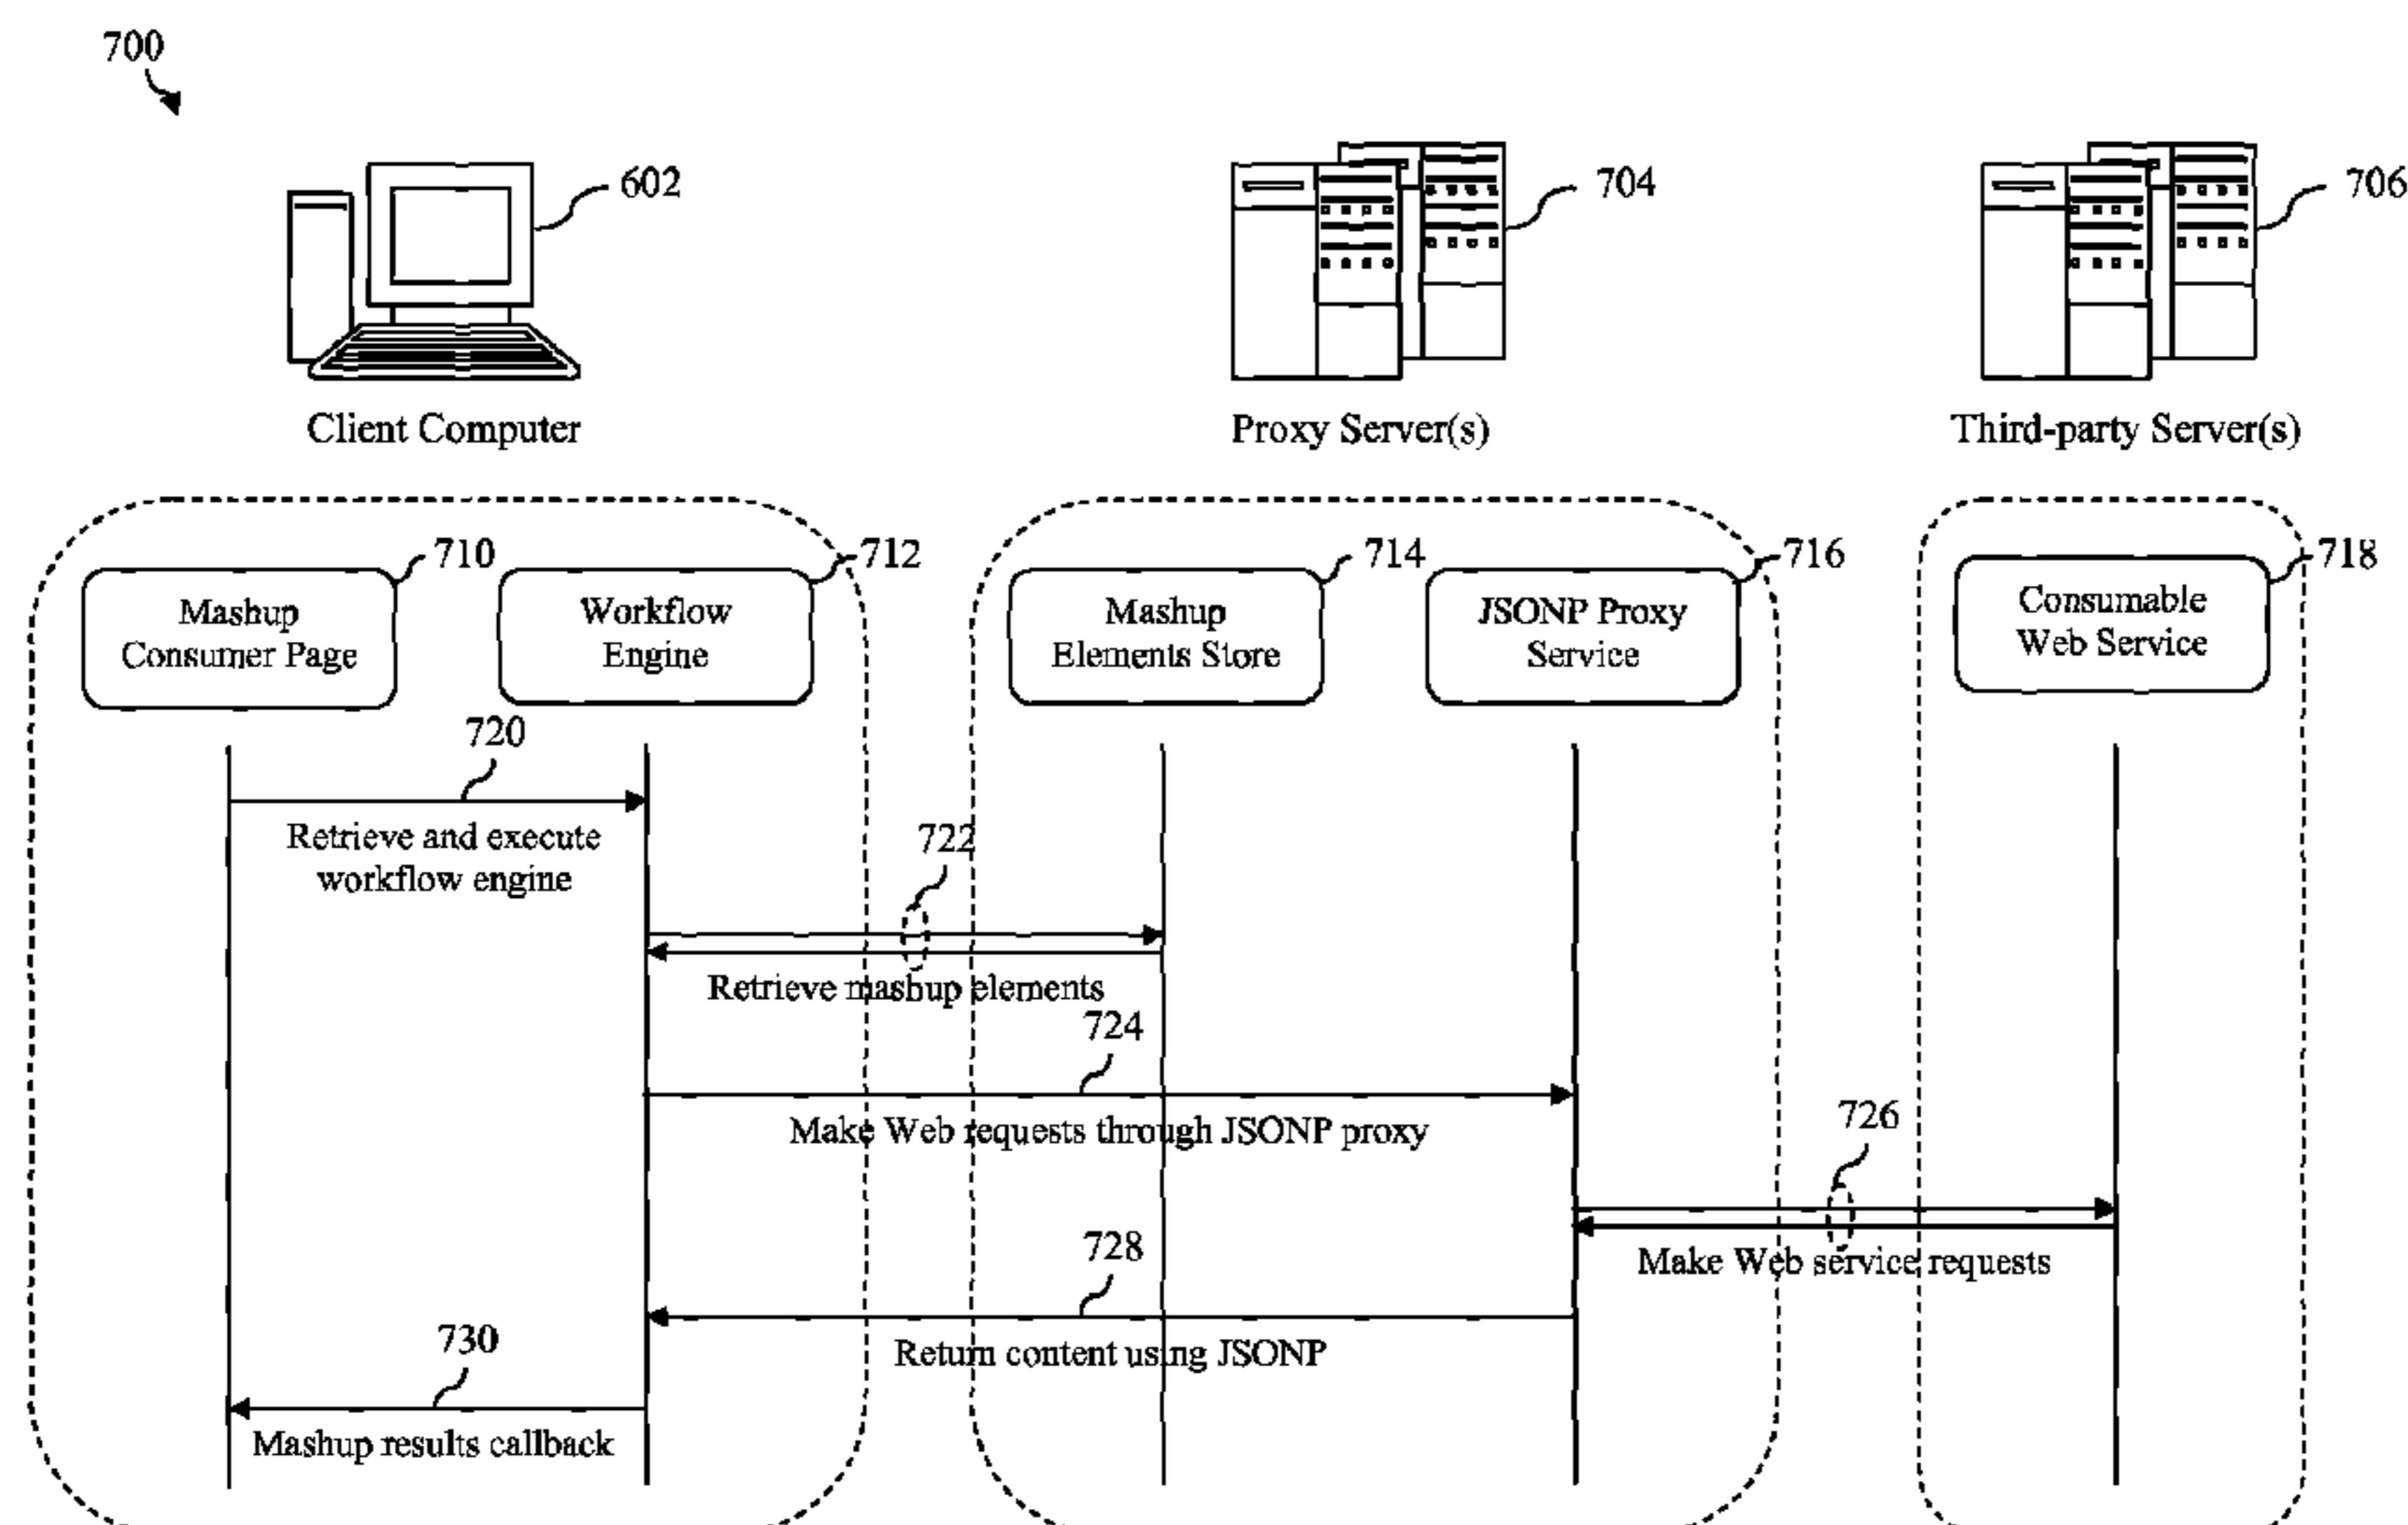 700
602
704
706
Client Computer
Proxy Server(s)
Third-party Server(s)
710
712
714
716
718
Mashup
Consumer Page
Workflow
Engine
Mashup
Elements Store
JSONP Proxy
Service
Consumable
Web Service
720
Retrieve and execute
workflow engine
722
Retrieve mashup elements
724
Make Web requests through JSONP proxy
726
Make Web service requests
728
Return content using JSONP
730
Mashup results callback